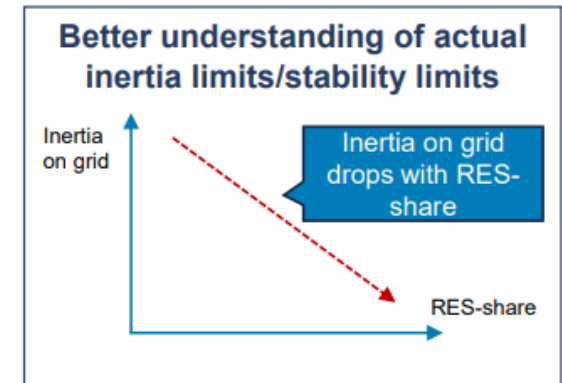 Better understanding of actual
inertia limits/stability limits
Inertia
on grid
Inertia on grid
drops with RES-
share
RES-share